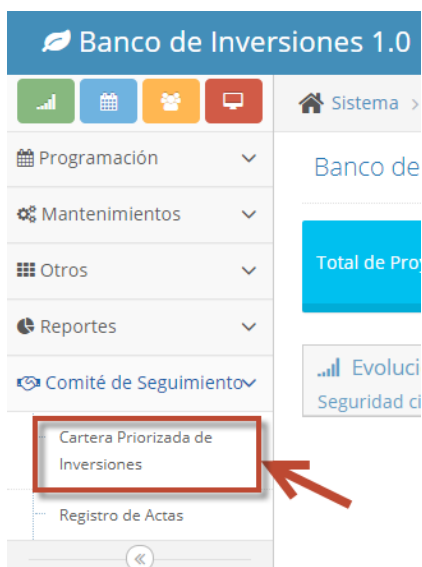 Banco de Inversiones 1.0
Sistema >
Programación
Banco de
Mantenimientos
Otros
Total de Proy
Reportes
Evoluci
Comité de Seguimiento
Seguridad ci
Cartera Priorizada de
Inversiones
Registro de Actas